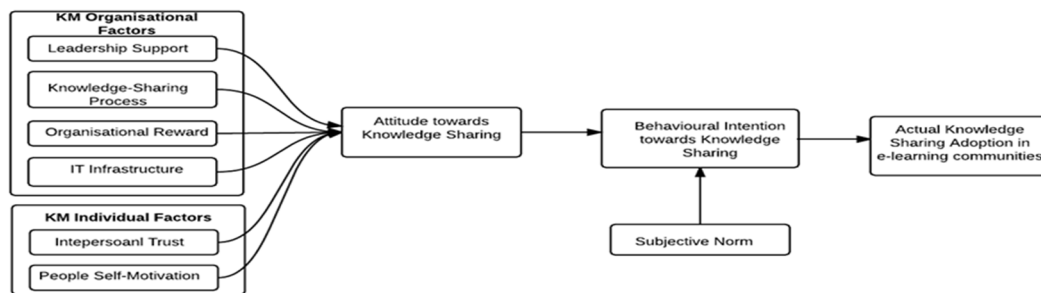 KM Organisational
Factors
Leadership Support
Knowledge-Sharing
Process
Organisational Reward
IT Infrastructure
KM Individual Factors
Intepersoanl Trust
People Self-Motivation
Attitude towards
Knowledge Sharing
Behavioural Intention
towards Knowledge
Sharing
Subjective Norm
Actual Knowledge
Sharing Adoption in
e-learning communities